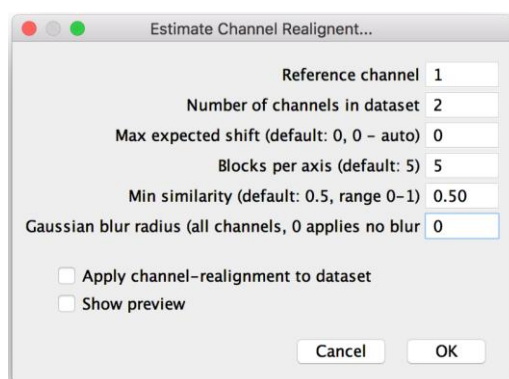 Estimate Channel Realignent...
Reference channel 1
Number of channels in dataset 2
Max expected shift (default: 0, 0 – auto) 0
Blocks per axis (default: 5) 5
Min similarity (default: 0.5, range 0–1) 0.50
Gaussian blur radius (all channels, 0 applies no blur 0
Apply channel–realignment to dataset
Show preview
Cancel OK